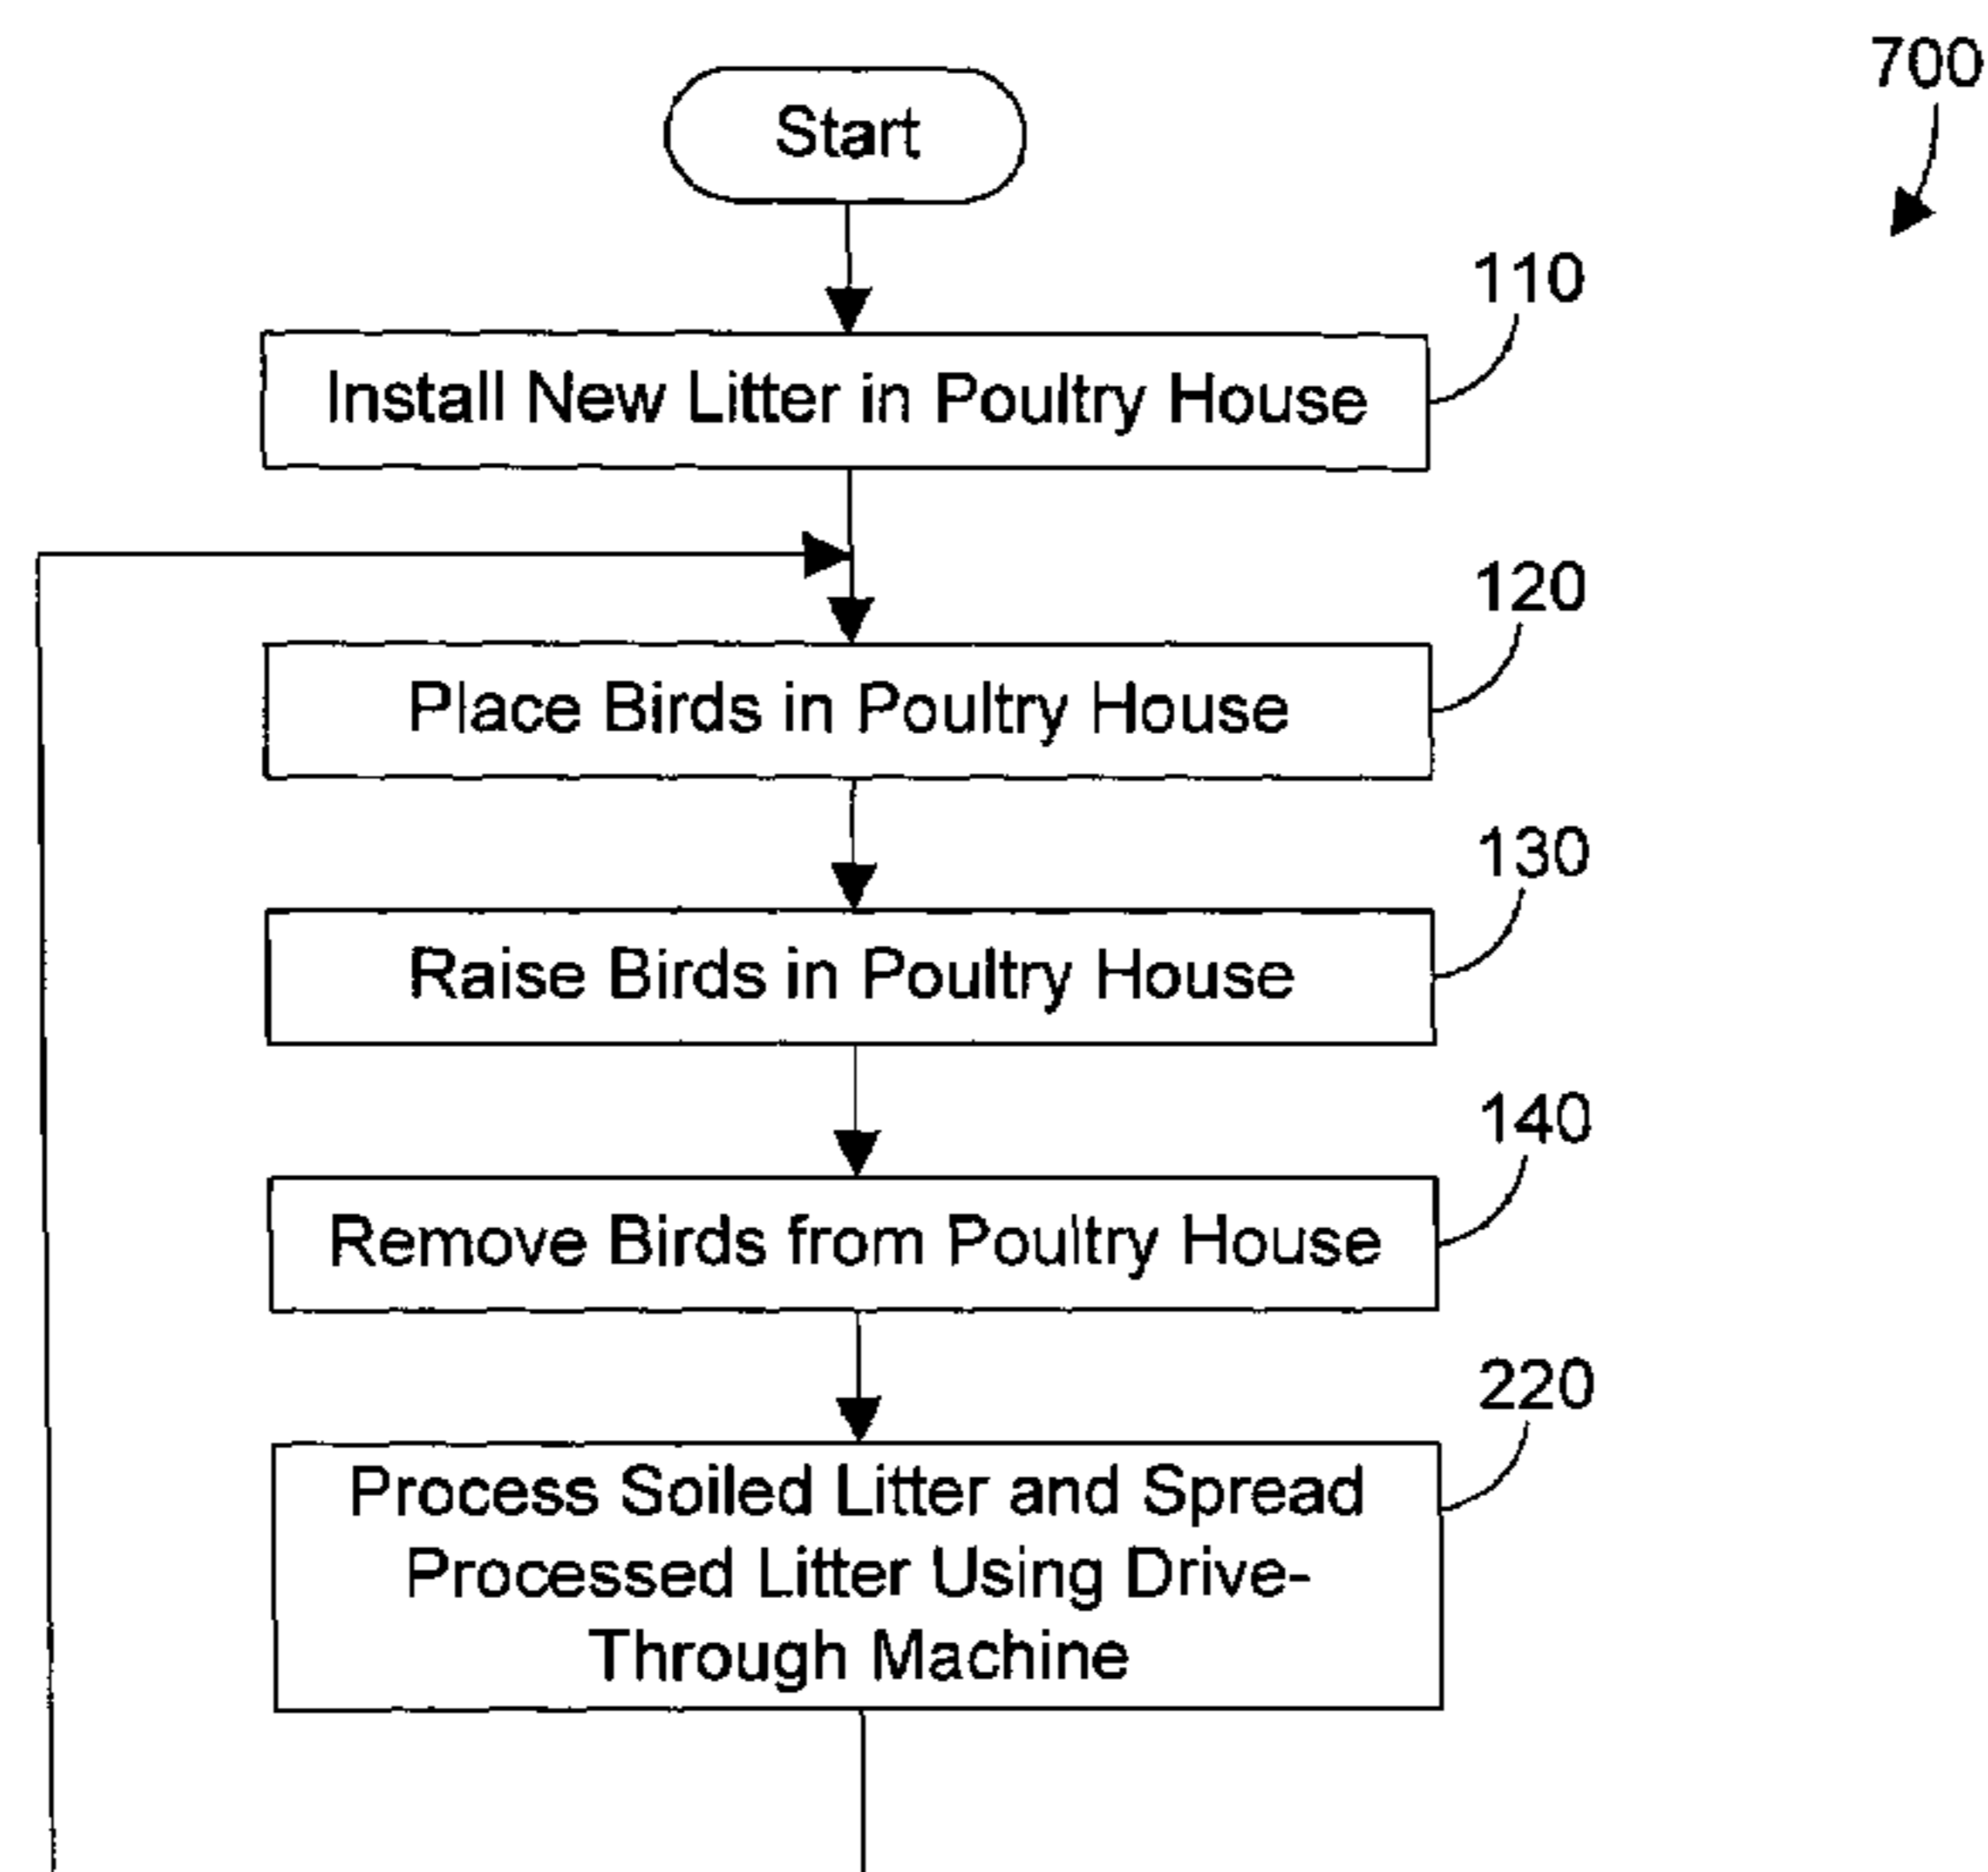 700
Start
110
Install New Litter in Poultry House
120
Place Birds in Poultry House
130
Raise Birds in Poultry House
140
Remove Birds from Poultry House
220
Process Soiled Litter and Spread
Processed Litter Using Drive-
Through Machine